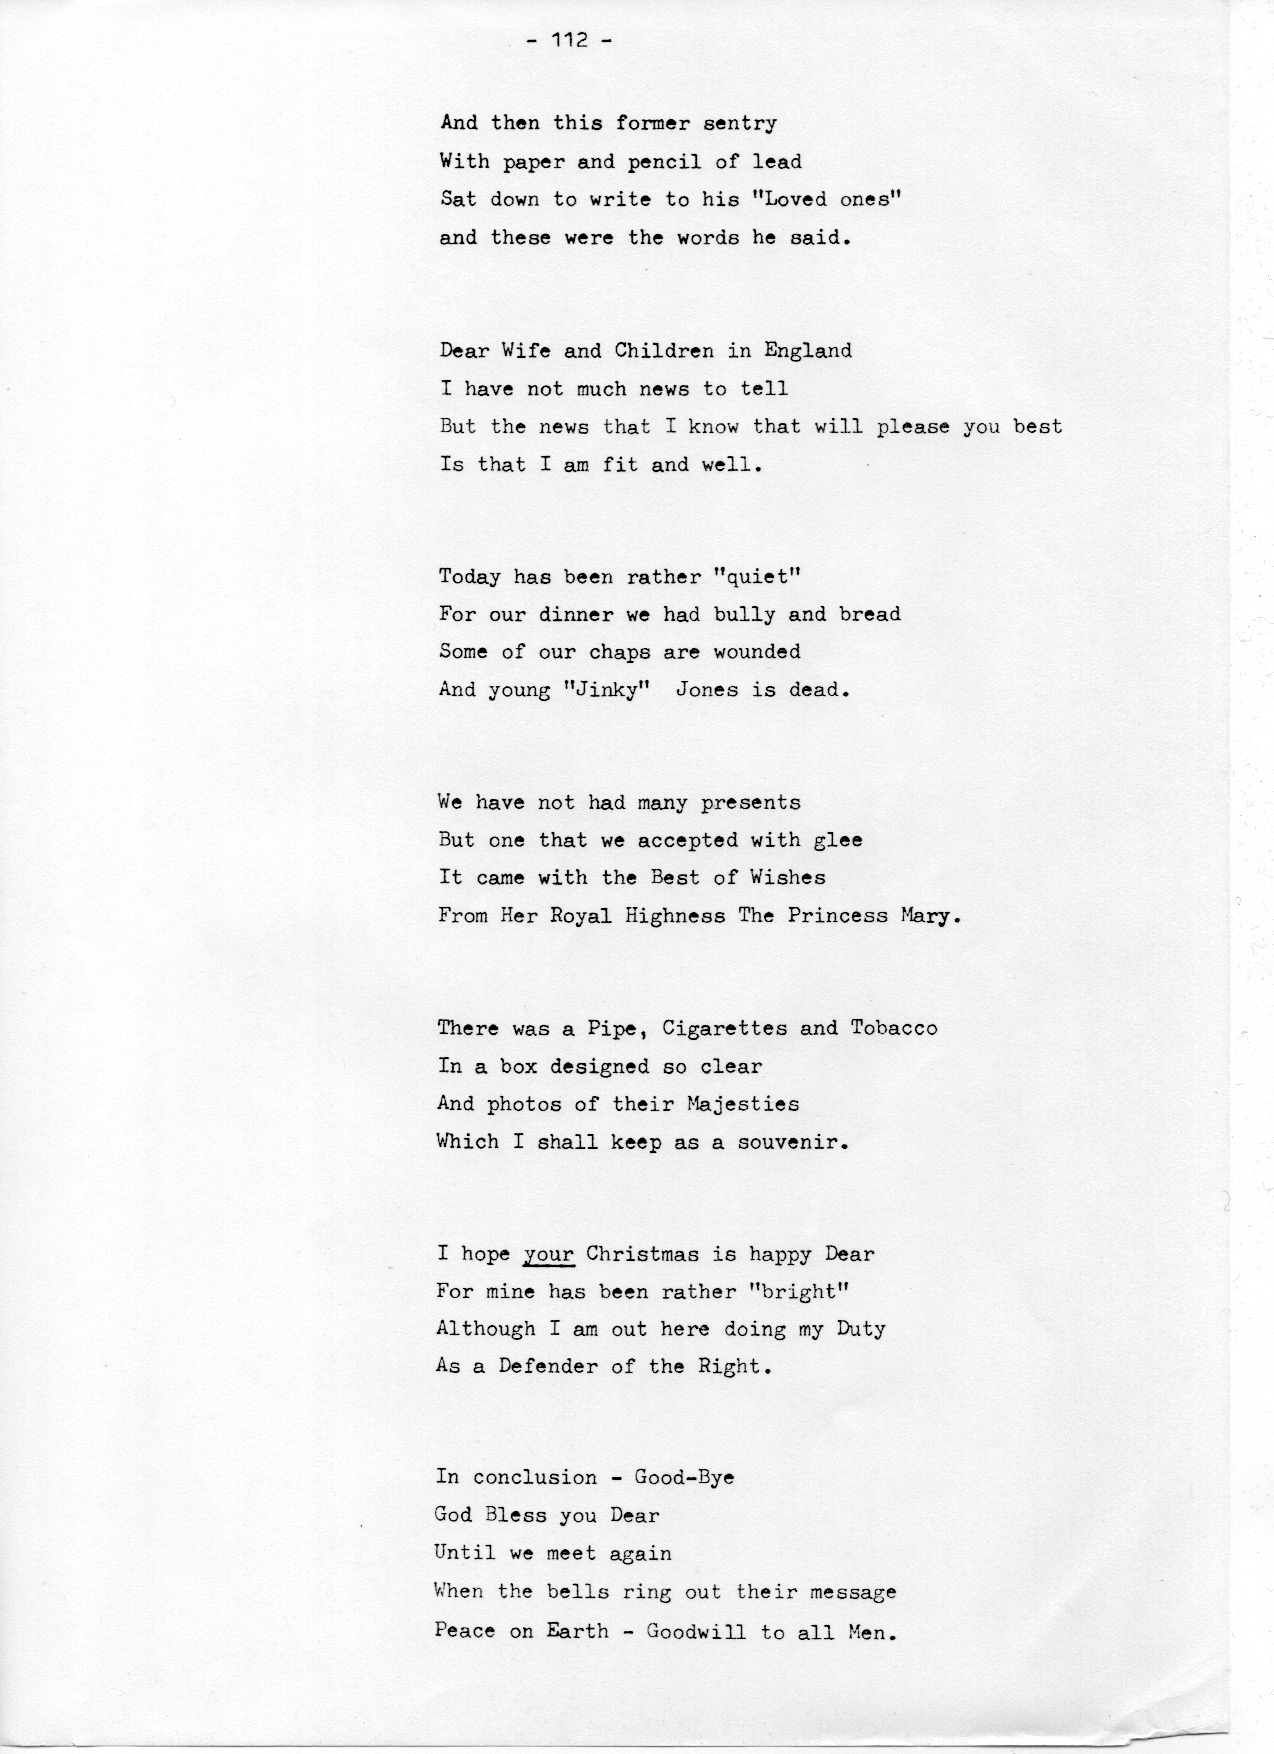 - 112 -
And then this former sentry
With paper and pencil of lead
Sat down to write to his "Loved ones"
and these were the words he said.
Dear Wife and Children in England
I have not much news to tell
But the news that I know that will please you best
Is that I am fit and well.
Today has been rather "quiet"
For our dinner we had bully and bread
Some of our chaps are wounded
And young "Jinky" Jones is dead.
We have not had many presents
But one that we accepted with glee
It came with the Best of Wishes
From Her Royal Highness The Princess Mary.
There was a Pipe, Cigarettes and Tobacco
In a box designed so clear
And photos of their Majesties
Which I shall keep as a souvenir.
I hope your Christmas is happy Dear
For mine has been rather "bright"
Although I am out here doing my Duty
As a Defender of the Right.
In conclusion - Good-Bye
God Bless you Dear
Until we meet again
When the bells ring out their message
Peace on Earth - Goodwill to all Men.